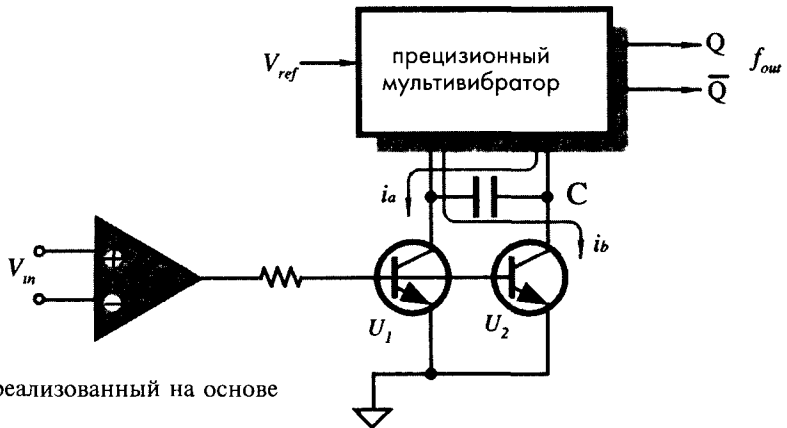 прецизионный
мультивибратор
V_ref
Q
Q̅
f_out
i_a
C
i_b
V_in
+
−
U_1
U_2
реализованный на основе